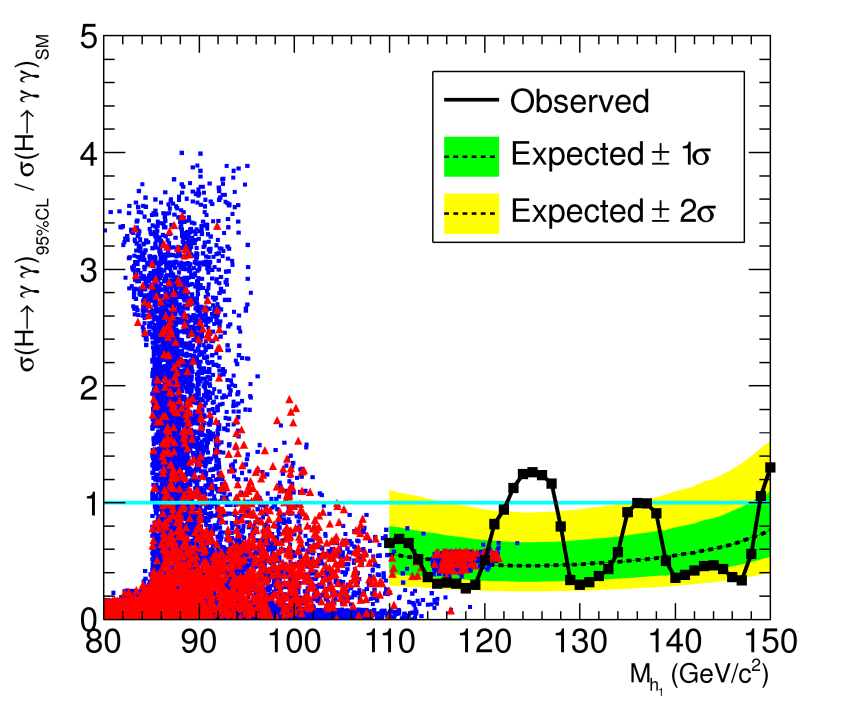 σ(H→γ γ)95%CL / σ(H→γ γ)SM
5
4
3
2
1
0
Observed
Expected ± 1σ
Expected ± 2σ
80 90 100 110 120 130 140 150
Mh1 (GeV/c²)